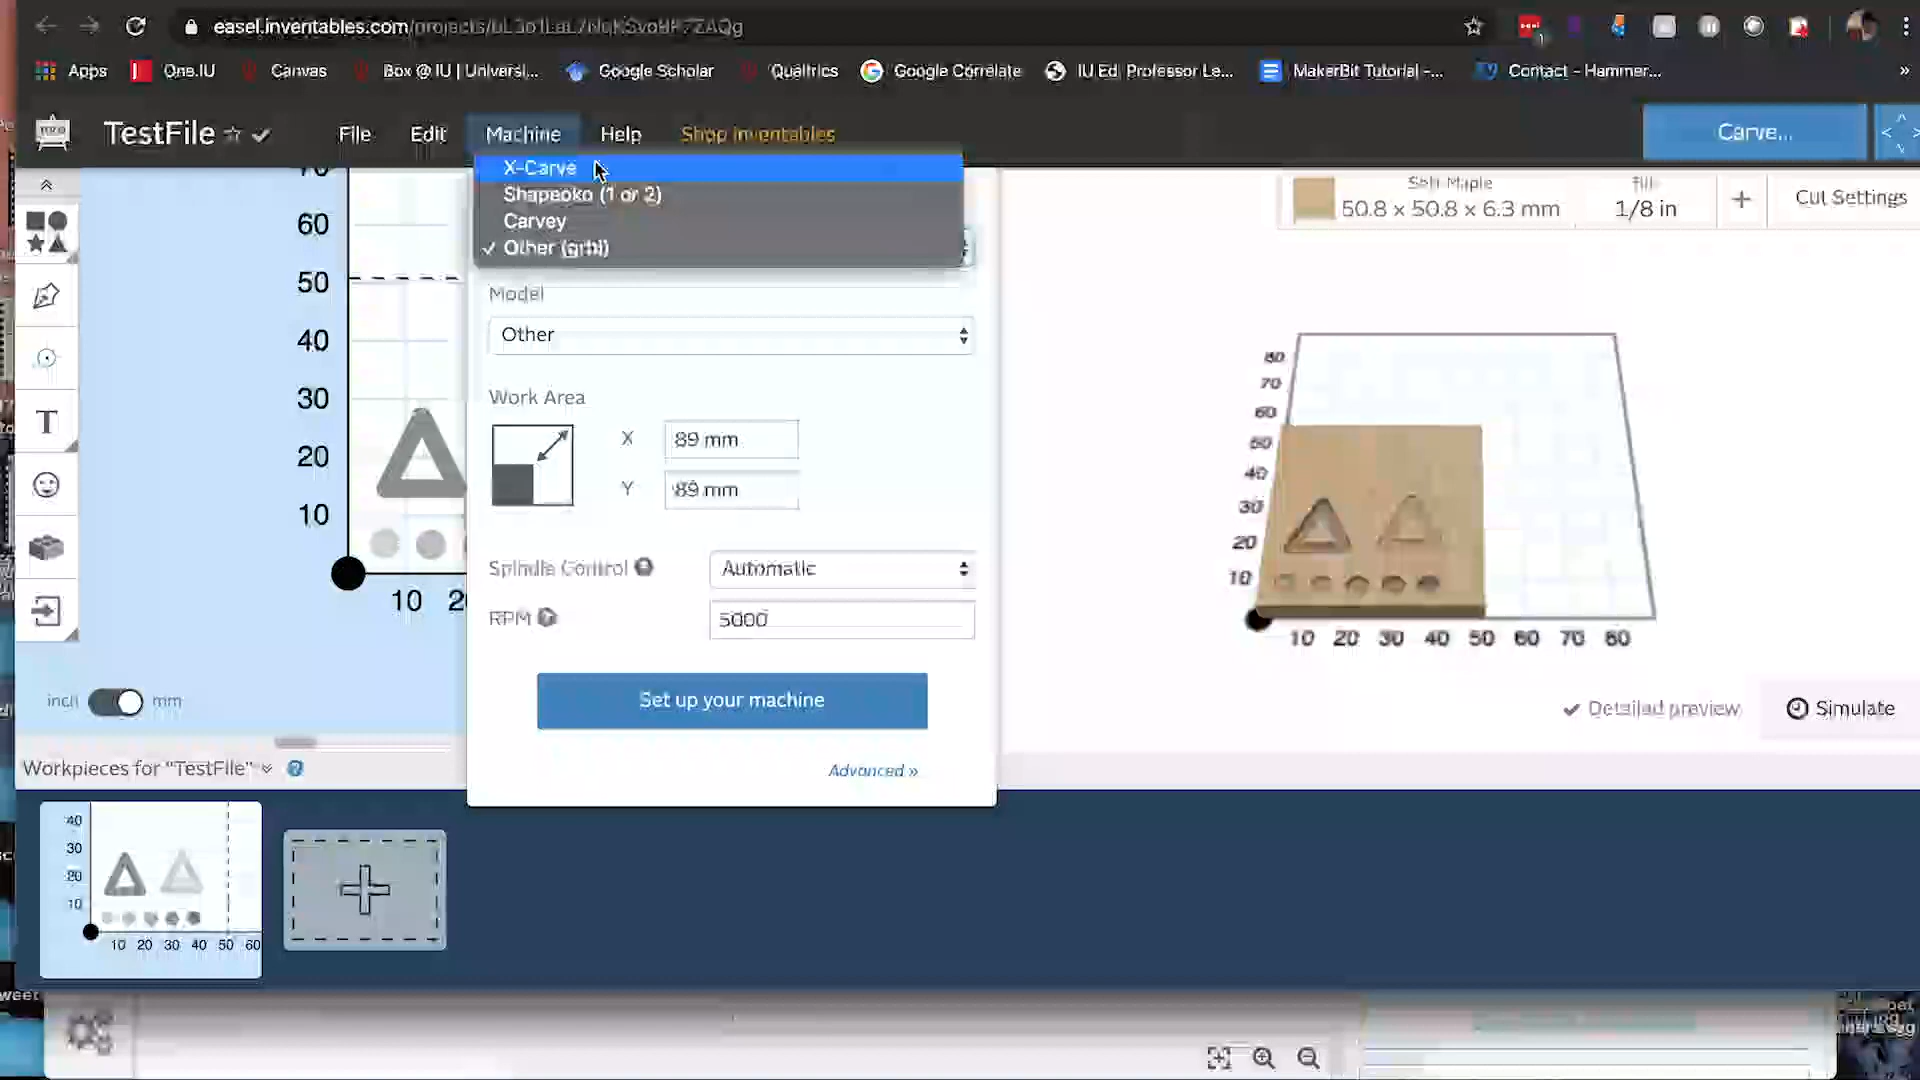 easel.inventables.com/projects/
Apps One.IU Canvas Box @ IU | Universi... Google Scholar Qualtrics Google Correlate IU Ed. Professor Le... MakerBit Tutorial -... Contact - Hammer... »
TestFile File Edit Machine Help Shop Inventables Carve...
X-Carve
Shapeoko (1 or 2)
Carvey
✓ Other (grbl)
Soft Maple
50.8 x 50.8 x 6.3 mm
1/8 in
+
Cut Settings
70
60
50
40
30
20
10
10
Model
Other
Work Area
X 89 mm
Y 89 mm
Spindle Control Automatic
RPM 5000
Set up your machine
Advanced »
80
70
60
50
40
30
20
10
10 20 30 40 50 60 70 80
inch mm
Detailed preview Simulate
Workpieces for "TestFile"
40
30
20
10
10 20 30 40 50 60